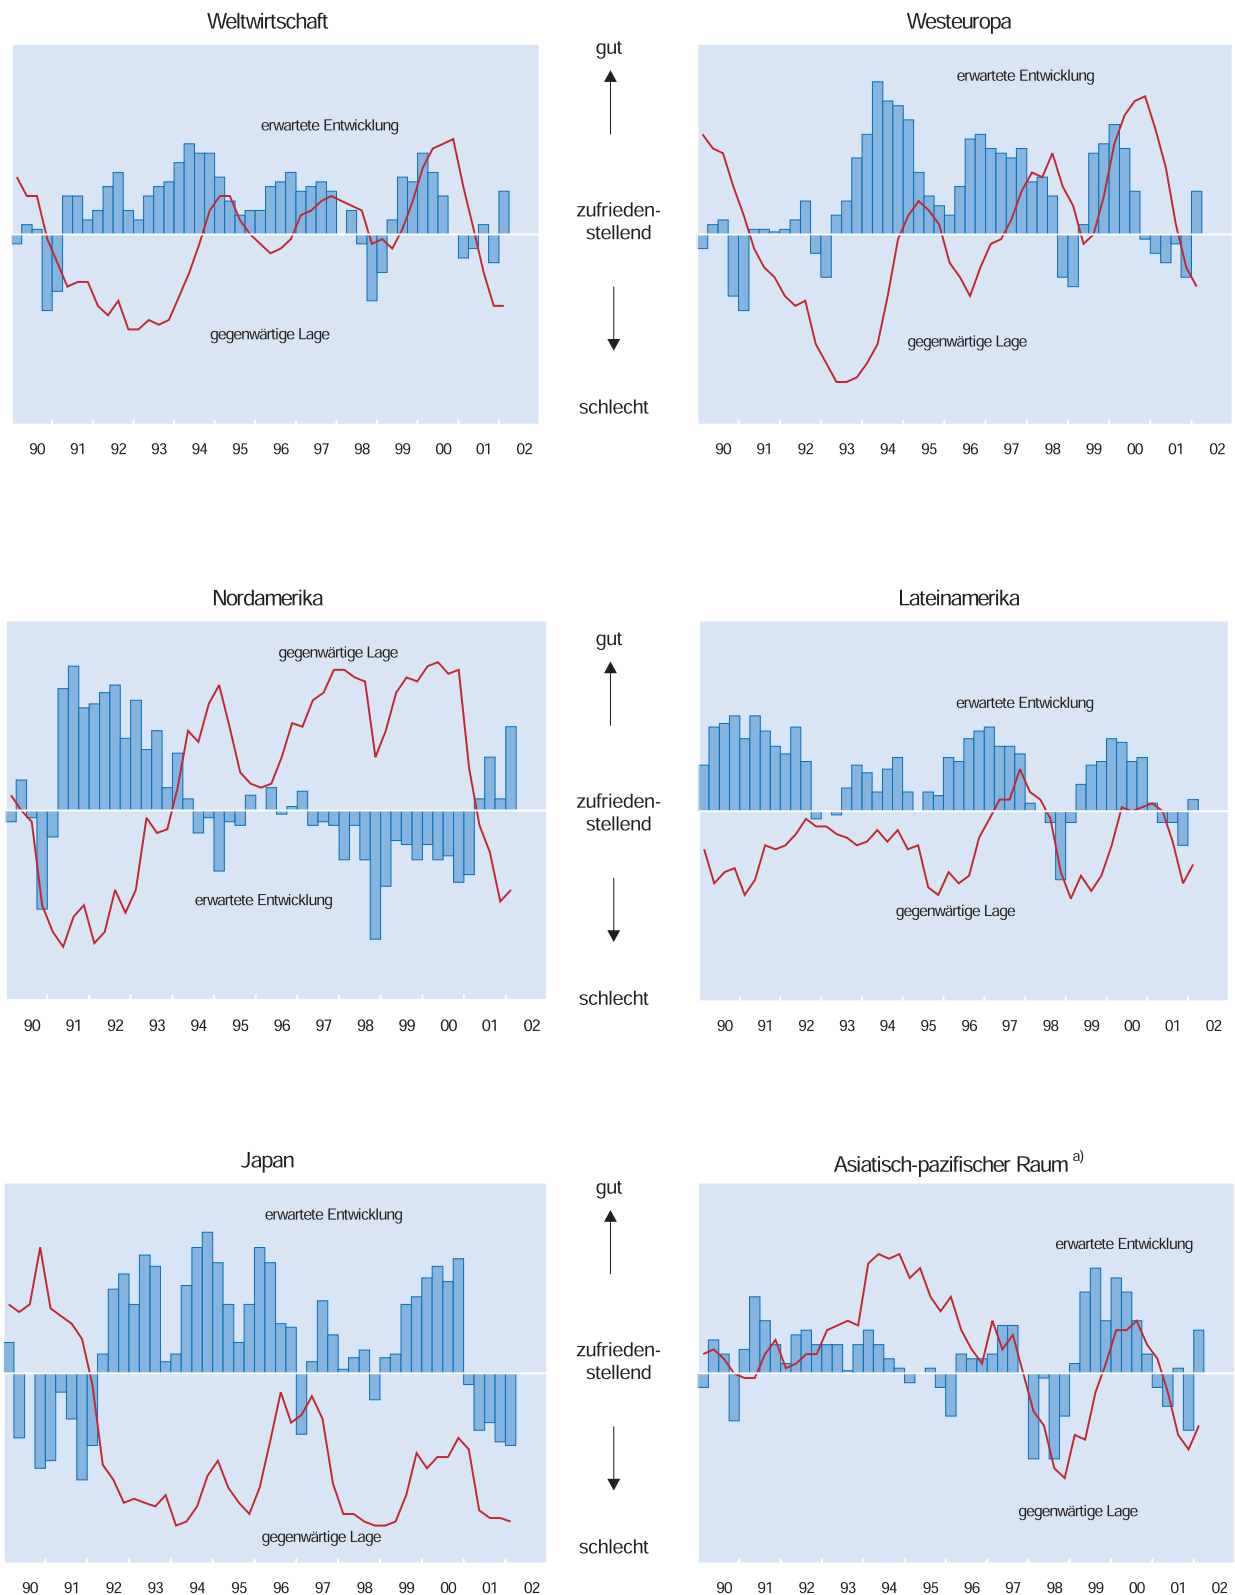 Weltwirtschaft
Westeuropa
gut
erwartete Entwicklung
erwartete Entwicklung
zufrieden-
stellend
gegenwärtige Lage
gegenwärtige Lage
schlecht
90 91 92 93 94 95 96 97 98 99 00 01 02
90 91 92 93 94 95 96 97 98 99 00 01 02
Nordamerika
Lateinamerika
gut
gegenwärtige Lage
erwartete Entwicklung
zufrieden-
stellend
erwartete Entwicklung
gegenwärtige Lage
schlecht
90 91 92 93 94 95 96 97 98 99 00 01 02
90 91 92 93 94 95 96 97 98 99 00 01 02
Japan
Asiatisch-pazifischer Raum a)
gut
erwartete Entwicklung
erwartete Entwicklung
zufrieden-
stellend
gegenwärtige Lage
gegenwärtige Lage
schlecht
90 91 92 93 94 95 96 97 98 99 00 01 02
90 91 92 93 94 95 96 97 98 99 00 01 02